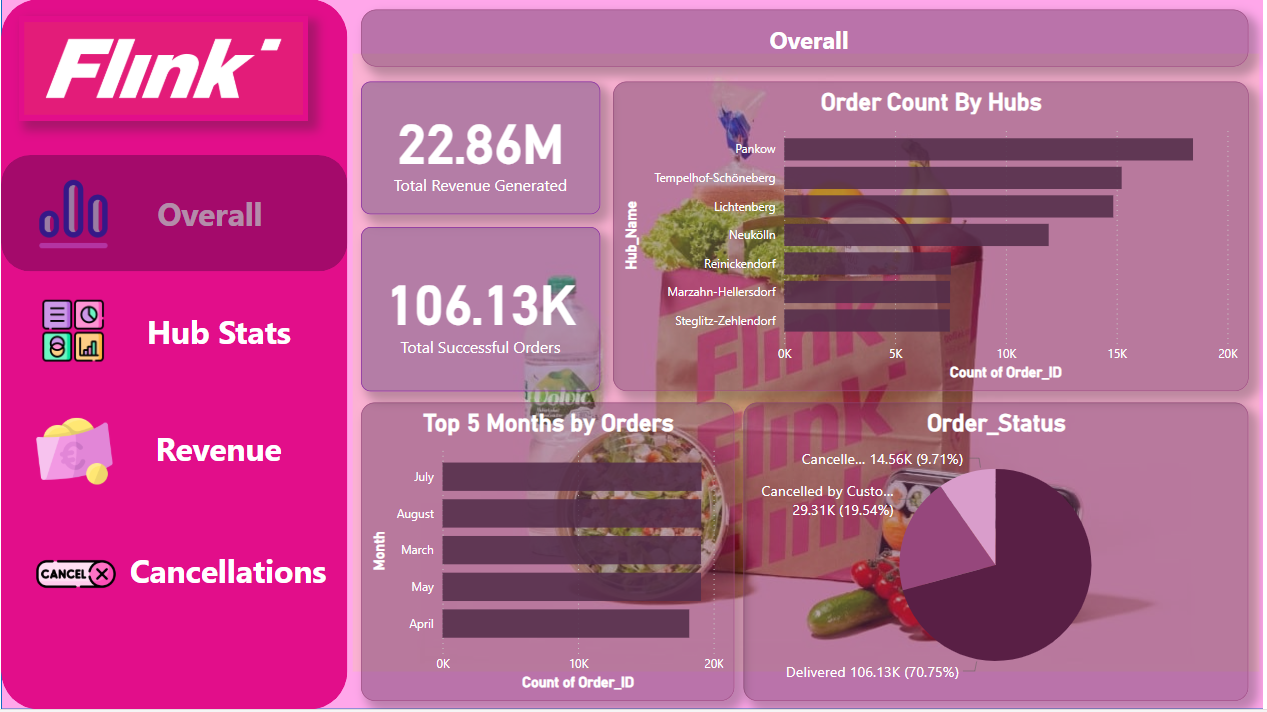 Flink
Overall
Hub Stats
Revenue
CANCEL
Cancellations
Overall
22.86M
Total Revenue Generated
106.13K
Total Successful Orders
Order Count By Hubs
Hub_Name
Pankow
Tempelhof-Schöneberg
Lichtenberg
Neukölln
Reinickendorf
Marzahn-Hellersdorf
Steglitz-Zehlendorf
0K 5K 10K 15K 20K
Count of Order_ID
Flink
Flink
Flink
Volvic
Top 5 Months by Orders
Month
July
August
March
May
April
0K 10K 20K
Count of Order_ID
Order_Status
Cancelle... 14.56K (9.71%)
Cancelled by Custo...
29.31K (19.54%)
Delivered 106.13K (70.75%)